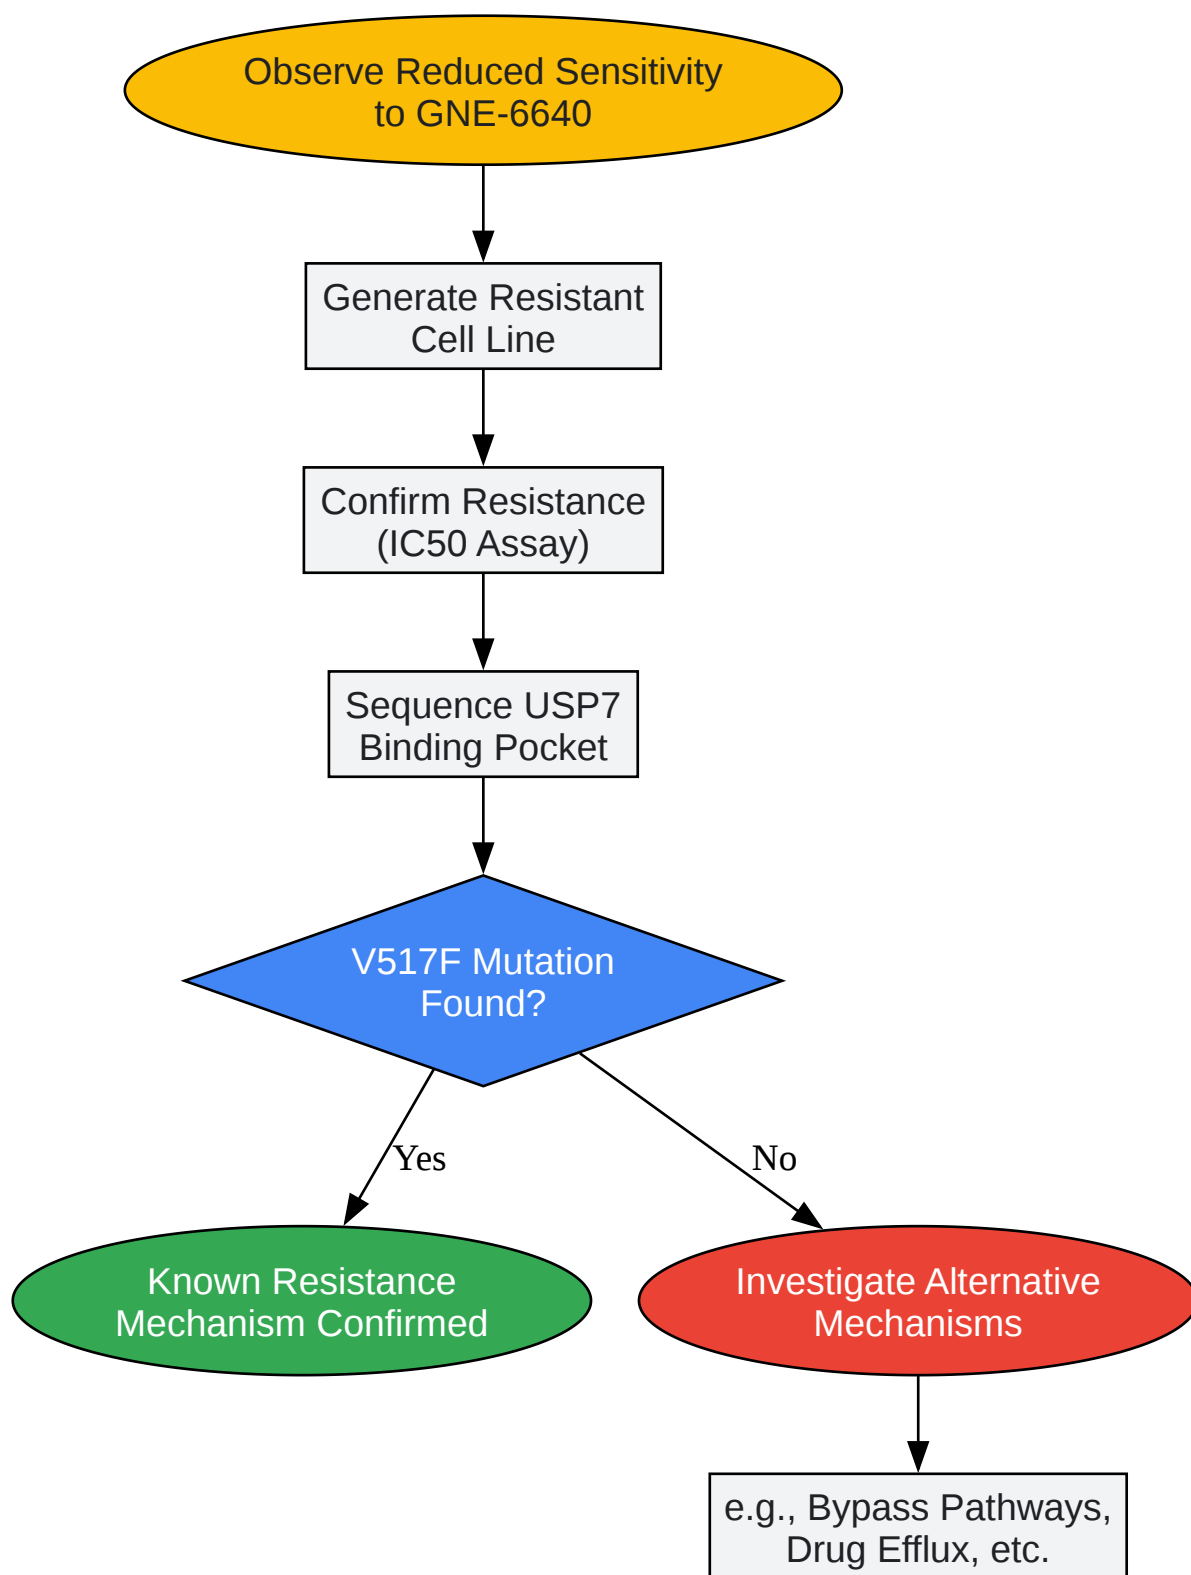 Observe Reduced Sensitivity
to GNE-6640
Generate Resistant
Cell Line
Confirm Resistance
(IC50 Assay)
Sequence USP7
Binding Pocket
V517F Mutation
Found?
Yes
No
Known Resistance
Mechanism Confirmed
Investigate Alternative
Mechanisms
e.g., Bypass Pathways,
Drug Efflux, etc.